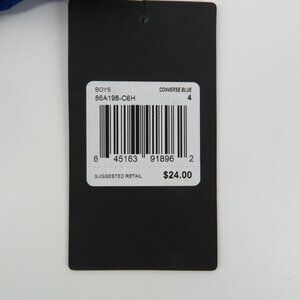 BOYS CONVERSE BLUE
86A198-C6H 4
6 45163 91896 2
SUGGESTED RETAIL $24.00